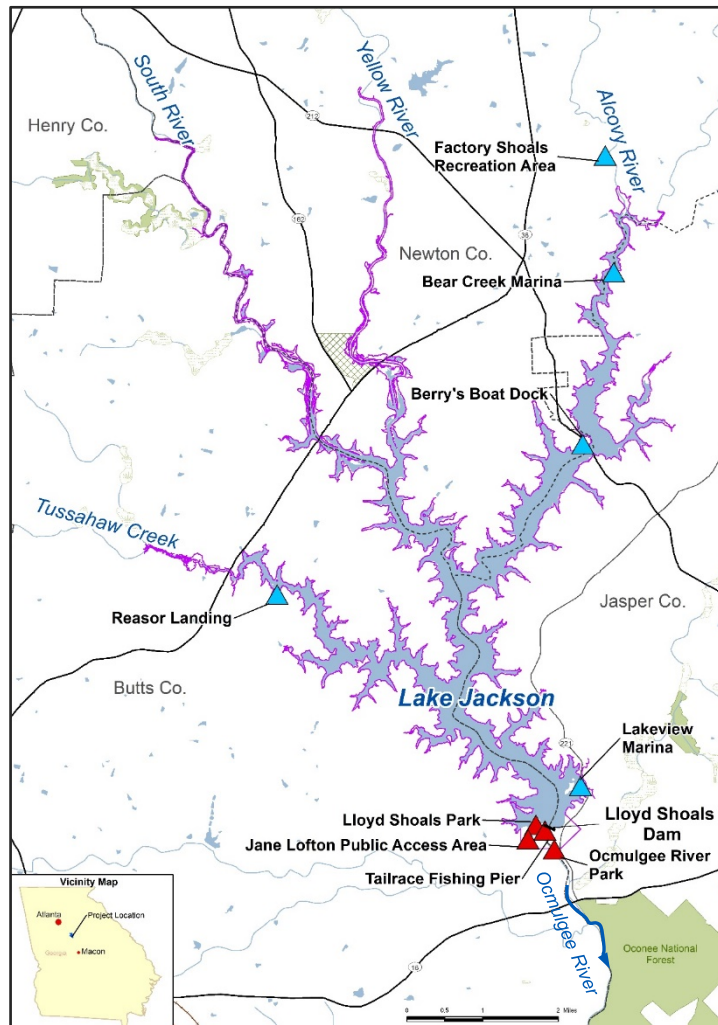 South River
Yellow River
Alcovy River
Henry Co.
212
Factory Shoals
Recreation Area
162
36
Newton Co.
Bear Creek Marina
Berry's Boat Dock
Tussahaw Creek
Reasor Landing
Jasper Co.
Butts Co.
Lake Jackson
221
Lakeview
Marina
Lloyd Shoals Park
Lloyd Shoals
Dam
Jane Lofton Public Access Area
Ocmulgee River
Park
Tailrace Fishing Pier
Ocmulgee River
Vicinity Map
Atlanta
Project Location
Georgia
Macon
16
Oconee National
Forest
0 0.5 1 2 Miles